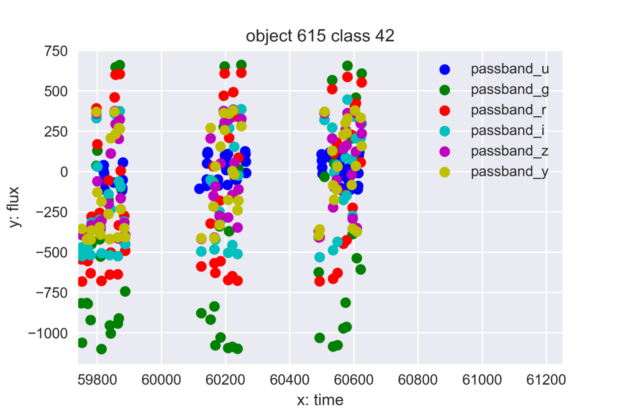 object 615 class 42
y: flux
750
500
250
0
−250
−500
−750
−1000
passband_u
passband_g
passband_r
passband_i
passband_z
passband_y
59800 60000 60200 60400 60600 60800 61000 61200
x: time